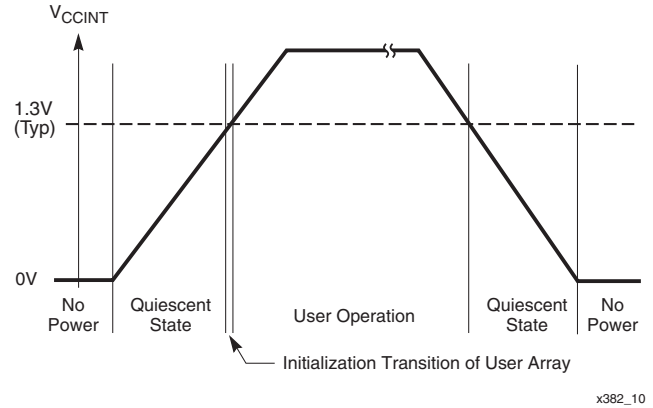 VCCINT
1.3V
(Typ)
0V
No
Power
Quiescent
State
User Operation
Quiescent
State
No
Power
Initialization Transition of User Array
x382_10